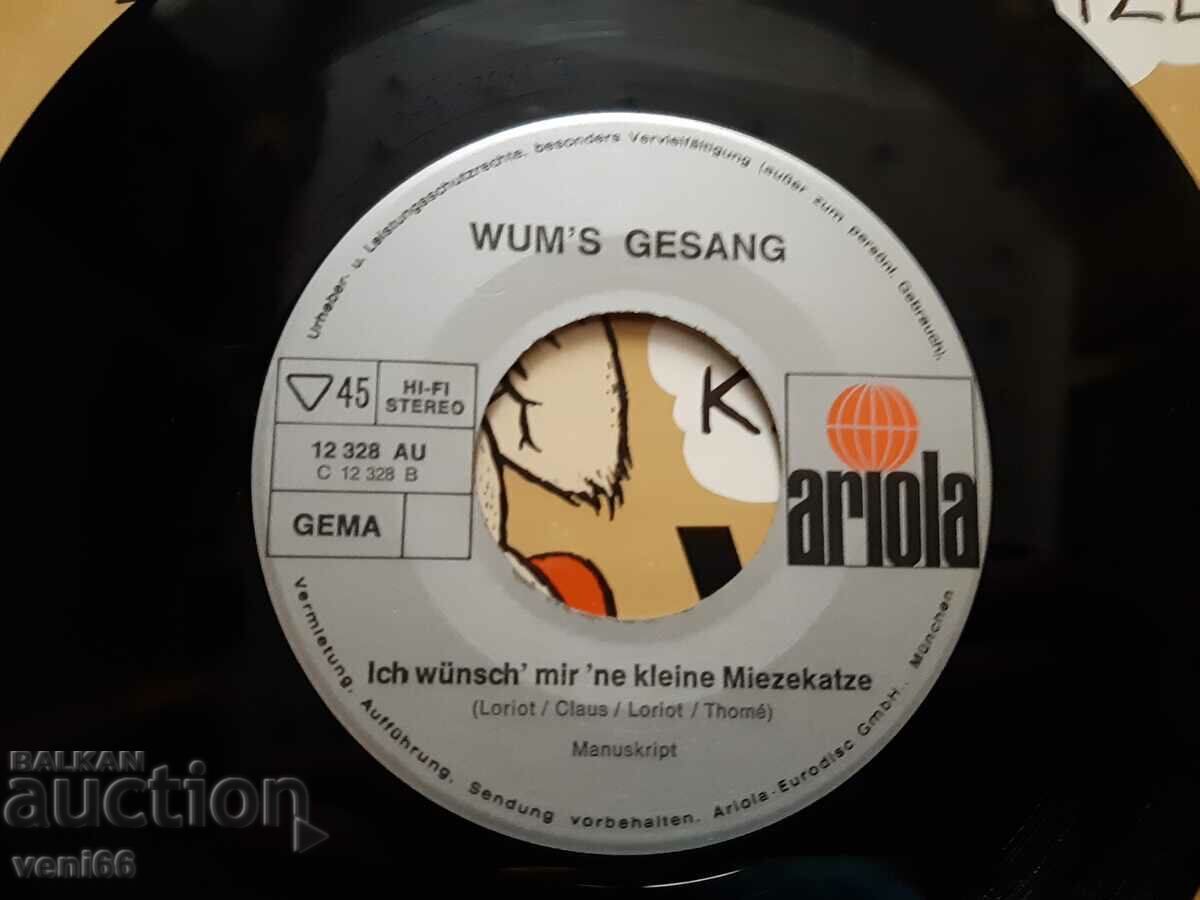 Urheber- u. Leistungsschutzrechte, besonders Vervielfältigung (außer zum persönl. Gebrauch),
WUM'S GESANG
45
HI-FI
STEREO
12 328 AU
C 12 328 B
GEMA
ariola
K
Ich wünsch' mir 'ne kleine Miezekatze
(Loriot / Claus / Loriot / Thomé)
Manuskript
Vermietung, Aufführung, Sendung vorbehalten. Ariola-Eurodisc GmbH. München
BALKAN
auction
veni66